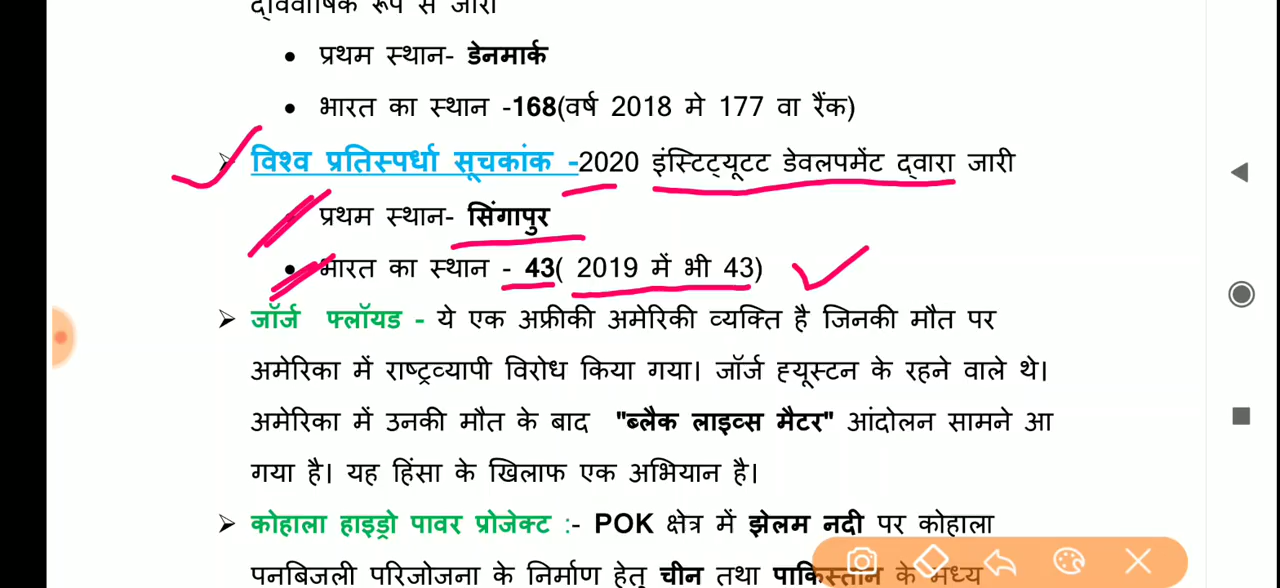 द्विवार्षिक रूप से जारी
• प्रथम स्थान- डेनमार्क
• भारत का स्थान -168(वर्ष 2018 मे 177 वा रैंक)
➢ विश्व प्रतिस्पर्धा सूचकांक -2020 इंस्टिट्यूटट डेवलपमेंट द्वारा जारी
• प्रथम स्थान- सिंगापुर
• भारत का स्थान - 43( 2019 में भी 43)
➢ जॉर्ज फ्लॉयड - ये एक अफ्रीकी अमेरिकी व्यक्ति है जिनकी मौत पर
अमेरिका में राष्ट्रव्यापी विरोध किया गया। जॉर्ज ह्यूस्टन के रहने वाले थे।
अमेरिका में उनकी मौत के बाद "ब्लैक लाइव्स मैटर" आंदोलन सामने आ
गया है। यह हिंसा के खिलाफ एक अभियान है।
➢ कोहाला हाइड्रो पावर प्रोजेक्ट :- POK क्षेत्र में झेलम नदी पर कोहाला
पनबिजली परिजोजना के निर्माण हेतु चीन तथा पाकिस्तान के मध्य